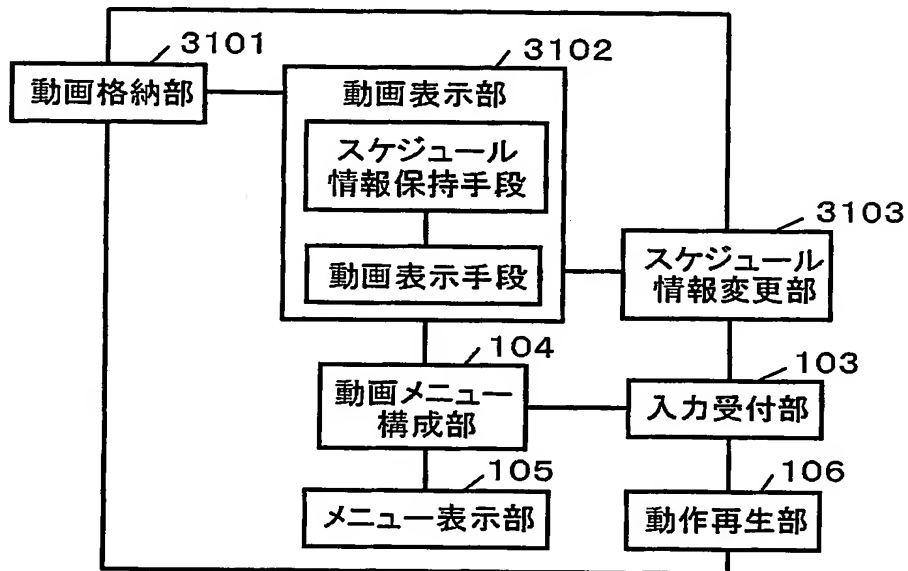 3101
3102
動画格納部
動画表示部
スケジュール
情報保持手段
動画表示手段
3103
スケジュール
情報変更部
104
動画メニュー
構成部
103
入力受付部
105
メニュー表示部
106
動作再生部